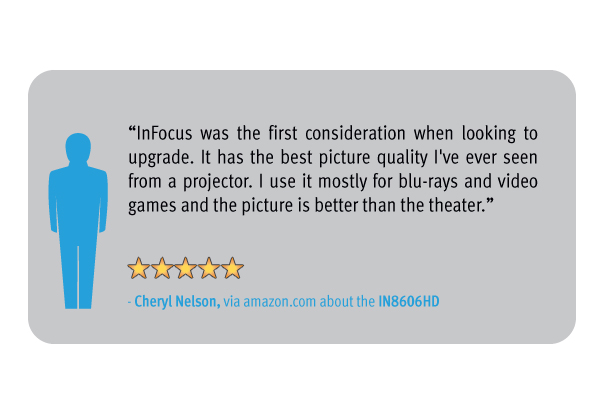 “InFocus was the first consideration when looking to
upgrade. It has the best picture quality I've ever seen
from a projector. I use it mostly for blu-rays and video
games and the picture is better than the theater.”
- Cheryl Nelson, via amazon.com about the IN8606HD